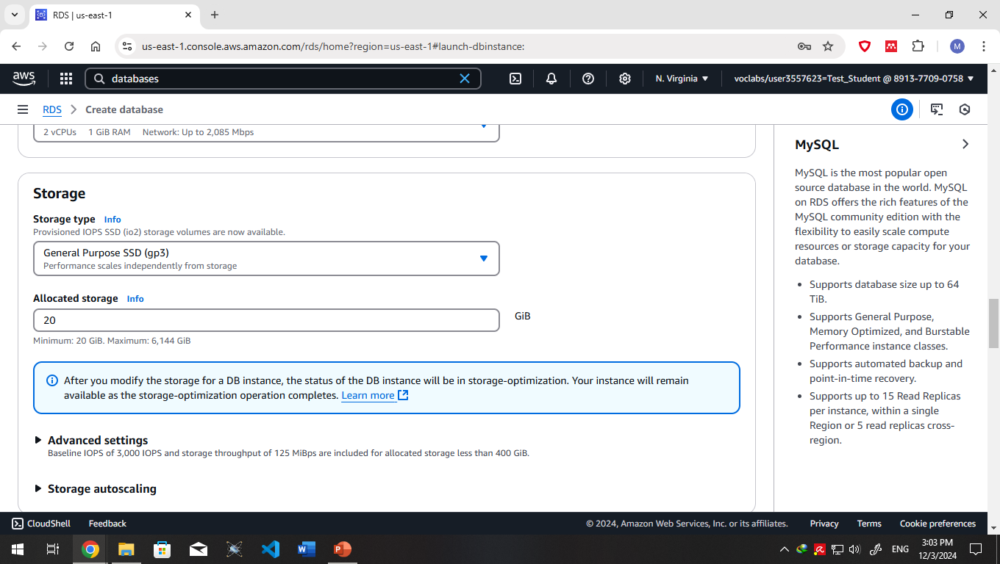 RDS | us-east-1
us-east-1.console.aws.amazon.com/rds/home?region=us-east-1#launch-dbinstance:
M
aws
databases
N. Virginia
voclabs/user3557623=Test_Student @ 8913-7709-0758
RDS
Create database
2 vCPUs 1 GiB RAM Network: Up to 2,085 Mbps
Storage
Storage type Info
Provisioned IOPS SSD (io2) storage volumes are now available.
General Purpose SSD (gp3)
Performance scales independently from storage
Allocated storage Info
20
GiB
Minimum: 20 GiB. Maximum: 6,144 GiB
After you modify the storage for a DB instance, the status of the DB instance will be in storage-optimization. Your instance will remain
available as the storage-optimization operation completes. Learn more
Advanced settings
Baseline IOPS of 3,000 IOPS and storage throughput of 125 MiBps are included for allocated storage less than 400 GiB.
Storage autoscaling
MySQL
MySQL is the most popular open
source database in the world. MySQL
on RDS offers the rich features of the
MySQL community edition with the
flexibility to easily scale compute
resources or storage capacity for your
database.
• Supports database size up to 64
TiB.
• Supports General Purpose,
Memory Optimized, and Burstable
Performance instance classes.
• Supports automated backup and
point-in-time recovery.
• Supports up to 15 Read Replicas
per instance, within a single
Region or 5 read replicas cross-
region.
CloudShell
Feedback
© 2024, Amazon Web Services, Inc. or its affiliates.
Privacy
Terms
Cookie preferences
ENG
3:03 PM
12/3/2024